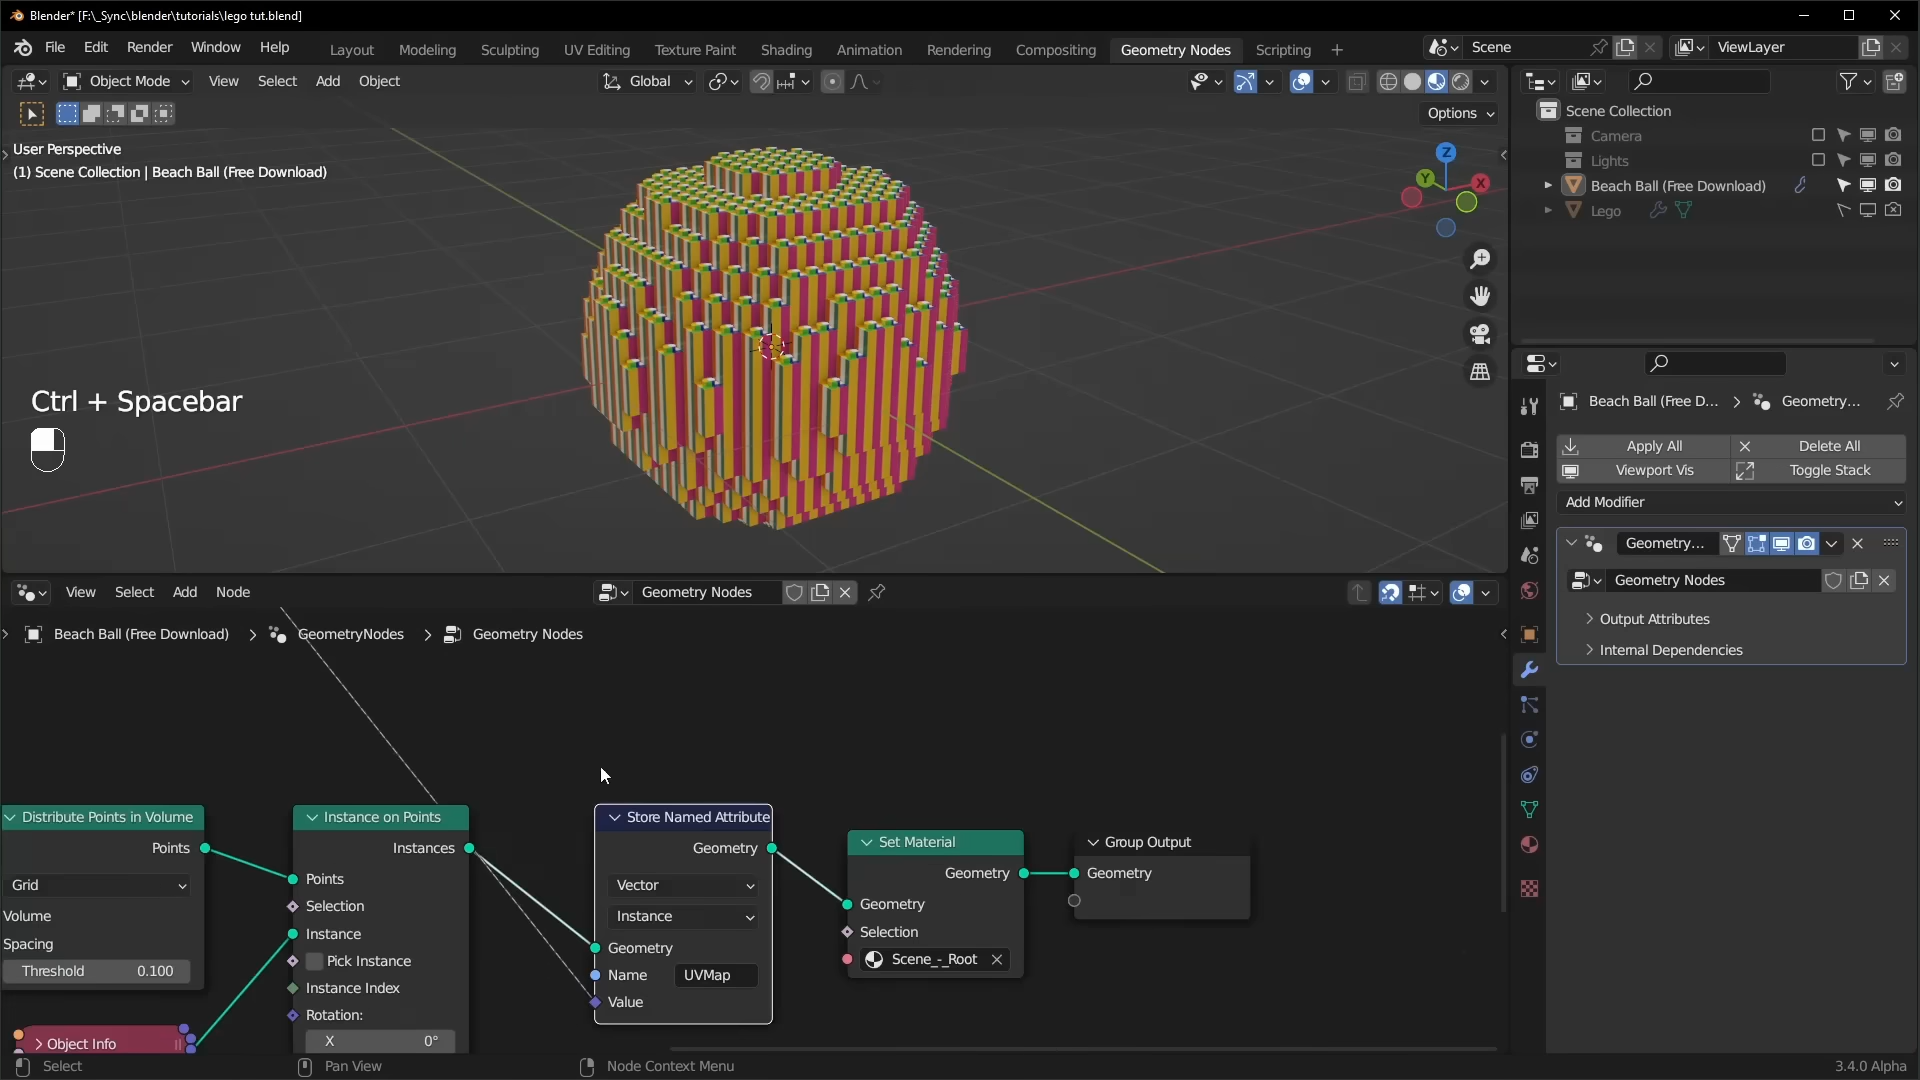 Blender* [F:\_Sync\blender\tutorials\lego tut.blend]
File Edit Render Window Help
Layout Modeling Sculpting UV Editing Texture Paint Shading Animation Rendering Compositing Geometry Nodes Scripting
Scene
ViewLayer
Object Mode View Select Add Object
Global
Options
User Perspective
(1) Scene Collection | Beach Ball (Free Download)
Z
Y
X
Ctrl + Spacebar
Scene Collection
Camera
Lights
Beach Ball (Free Download)
Lego
Beach Ball (Free D... > Geometry...
Apply All
Delete All
Viewport Vis
Toggle Stack
Add Modifier
Geometry...
Geometry Nodes
Output Attributes
Internal Dependencies
View Select Add Node
Geometry Nodes
Beach Ball (Free Download) > GeometryNodes > Geometry Nodes
Distribute Points in Volume
Points
Grid
Volume
Spacing
Threshold 0.100
Object Info
Instance on Points
Instances
Points
Selection
Instance
Pick Instance
Instance Index
Rotation:
X 0°
Store Named Attribute
Geometry
Vector
Instance
Geometry
Name UVMap
Value
Set Material
Geometry
Geometry
Selection
Scene_-_Root
Group Output
Geometry
Select
Pan View
Node Context Menu
3.4.0 Alpha